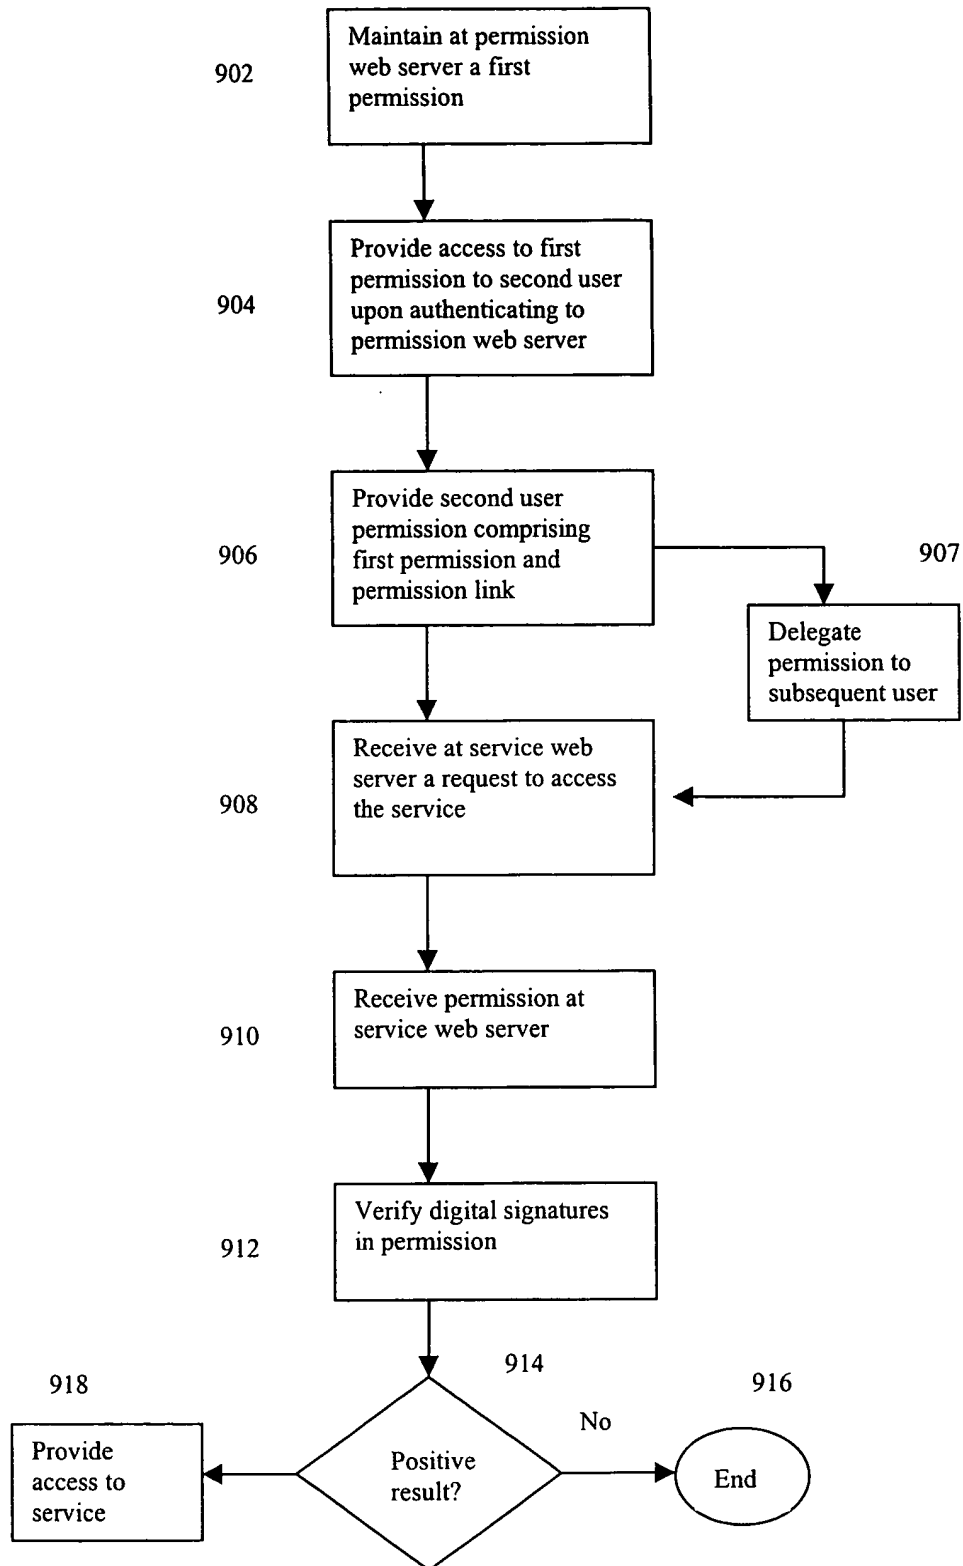 902
Maintain at permission
web server a first
permission
904
Provide access to first
permission to second user
upon authenticating to
permission web server
906
Provide second user
permission comprising
first permission and
permission link
907
Delegate
permission to
subsequent user
908
Receive at service web
server a request to access
the service
910
Receive permission at
service web server
912
Verify digital signatures
in permission
914
Positive
result?
No
916
End
918
Provide
access to
service